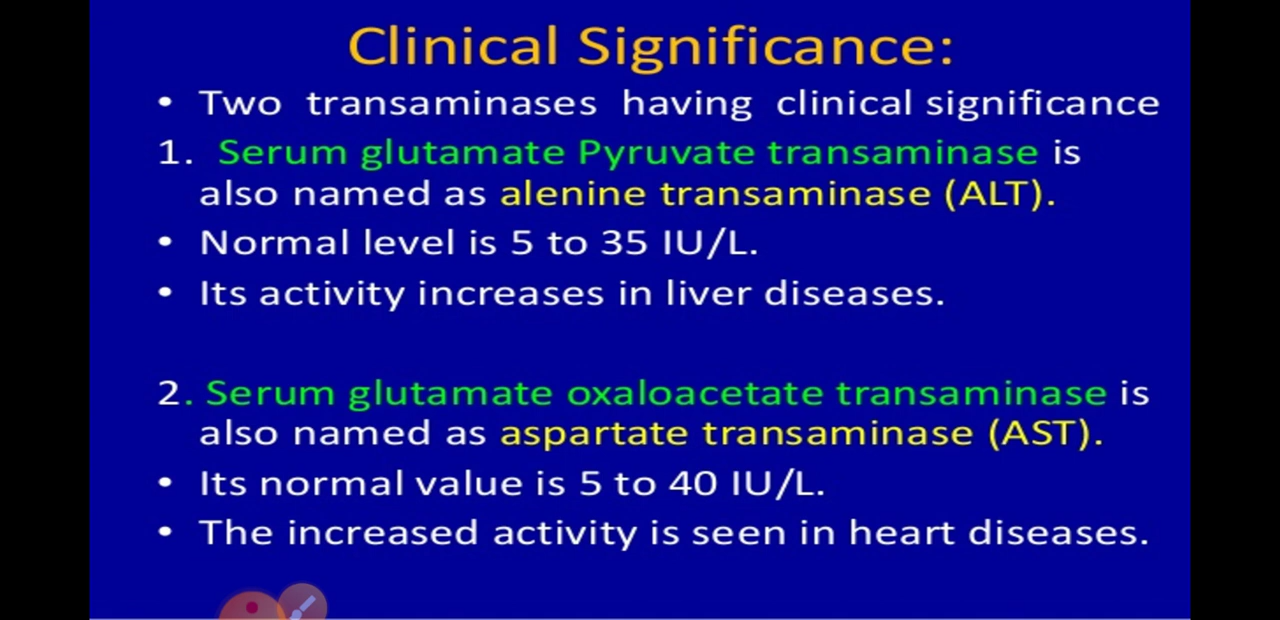 Clinical Significance:
• Two transaminases having clinical significance
1. Serum glutamate Pyruvate transaminase is
also named as alenine transaminase (ALT).
• Normal level is 5 to 35 IU/L.
• Its activity increases in liver diseases.
2. Serum glutamate oxaloacetate transaminase is
also named as aspartate transaminase (AST).
• Its normal value is 5 to 40 IU/L.
• The increased activity is seen in heart diseases.